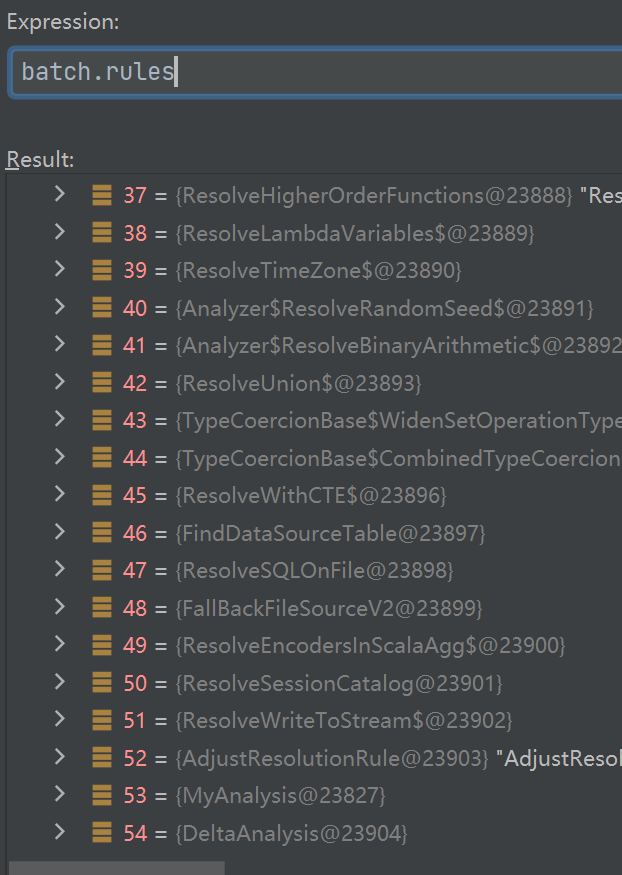 Expression:
batch.rules
Result:
37 = {ResolveHigherOrderFunctions@23888} "Res
38 = {ResolveLambdaVariables$@23889}
39 = {ResolveTimeZone$@23890}
40 = {Analyzer$ResolveRandomSeed$@23891}
41 = {Analyzer$ResolveBinaryArithmetic$@23892
42 = {ResolveUnion$@23893}
43 = {TypeCoercionBase$WidenSetOperationType
44 = {TypeCoercionBase$CombinedTypeCoercion
45 = {ResolveWithCTE$@23896}
46 = {FindDataSourceTable@23897}
47 = {ResolveSQLOnFile@23898}
48 = {FallBackFileSourceV2@23899}
49 = {ResolveEncodersInScalaAgg$@23900}
50 = {ResolveSessionCatalog@23901}
51 = {ResolveWriteToStream$@23902}
52 = {AdjustResolutionRule@23903} "AdjustResol
53 = {MyAnalysis@23827}
54 = {DeltaAnalysis@23904}